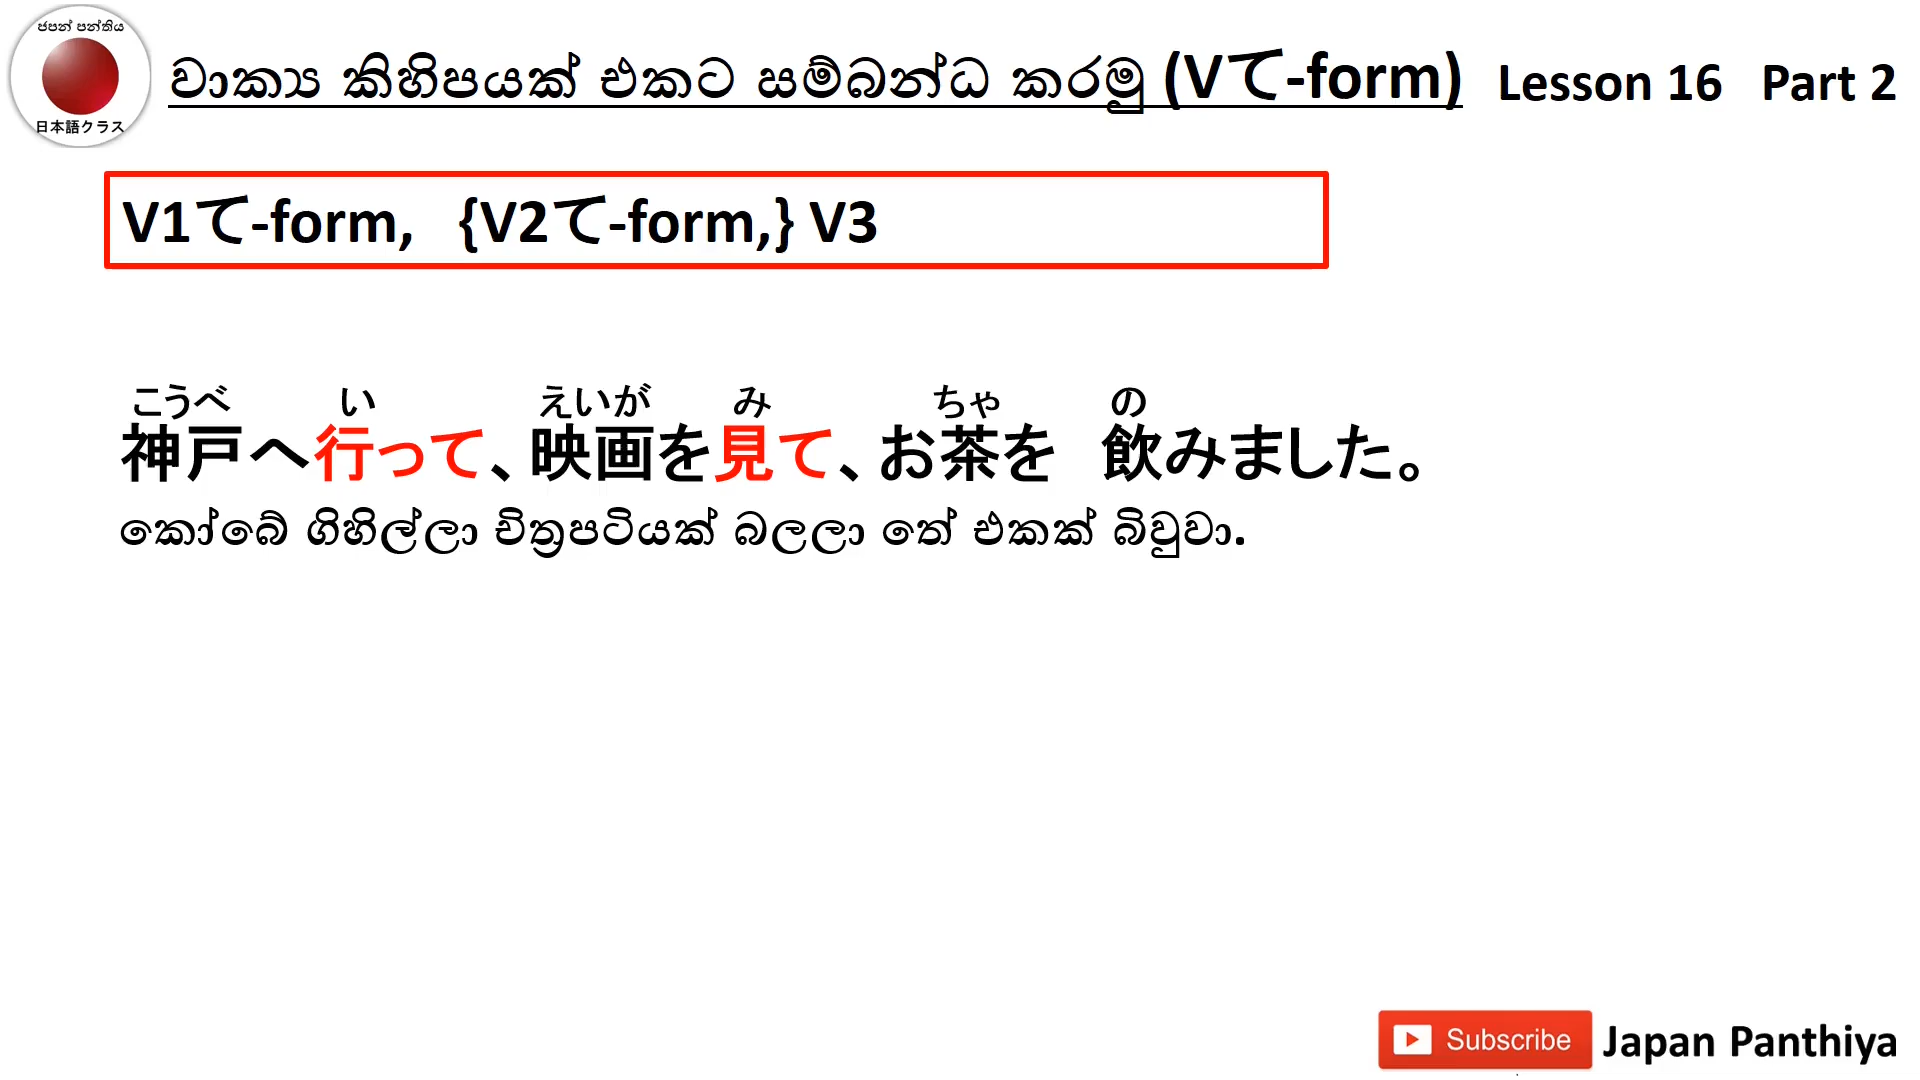 ජපන් පන්තිය
日本語クラス
වාක්‍ය කිහිපයක් එකට සම්බන්ධ කරමු (Vて-form) Lesson 16 Part 2
V1て-form, {V2て-form,} V3
こうべ い えいが み ちゃ の
神戸へ行って、映画を見て、お茶を 飲みました。
කෝබේ ගිහිල්ලා චිත්‍රපටියක් බලලා තේ එකක් බිවුවා.
Subscribe Japan Panthiya